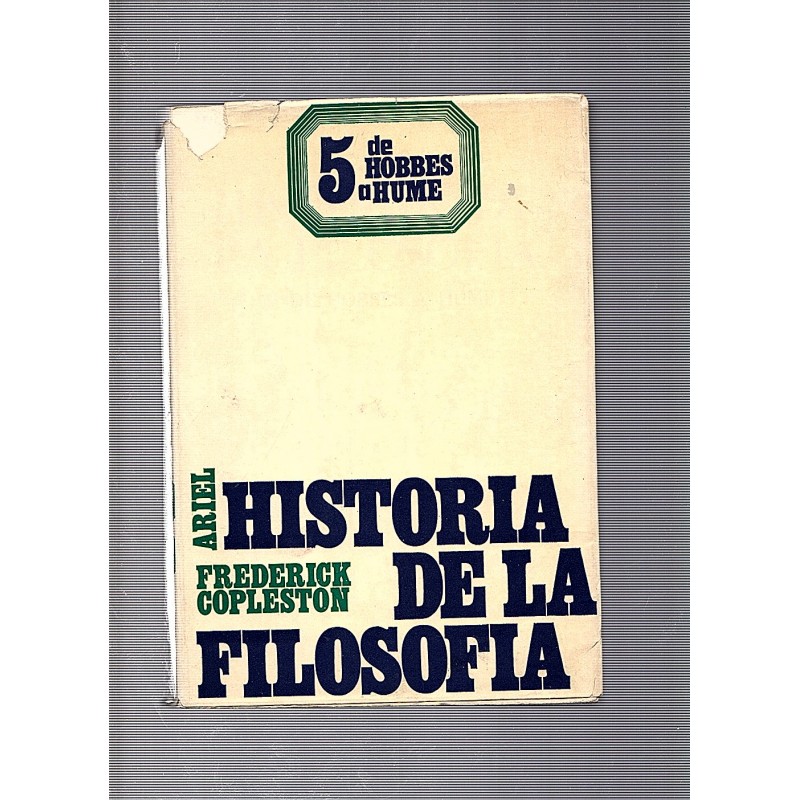 5 de
HOBBES
a HUME
ARIEL
HISTORIA
FREDERICK
COPLESTON
DE LA
FILOSOFIA